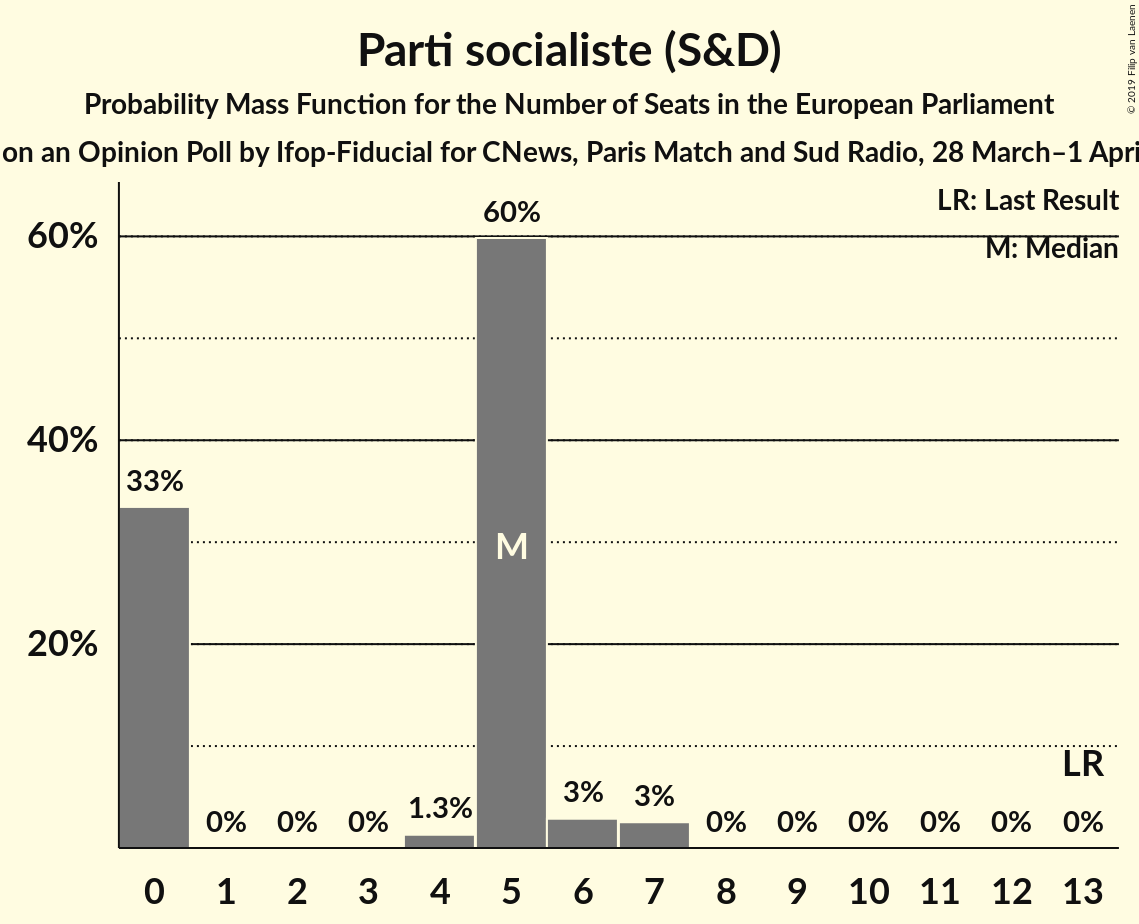 Parti socialiste (S&D)
Probability Mass Function for the Number of Seats in the European Parliament
on an Opinion Poll by Ifop-Fiducial for CNews, Paris Match and Sud Radio, 28 March–1 Apri
© 2019 Filip van Laenen
LR: Last Result
M: Median
60%
40%
20%
33%
0%
0%
0%
1.3%
60%
M
3%
3%
0%
0%
0%
0%
0%
LR
0%
0 1 2 3 4 5 6 7 8 9 10 11 12 13